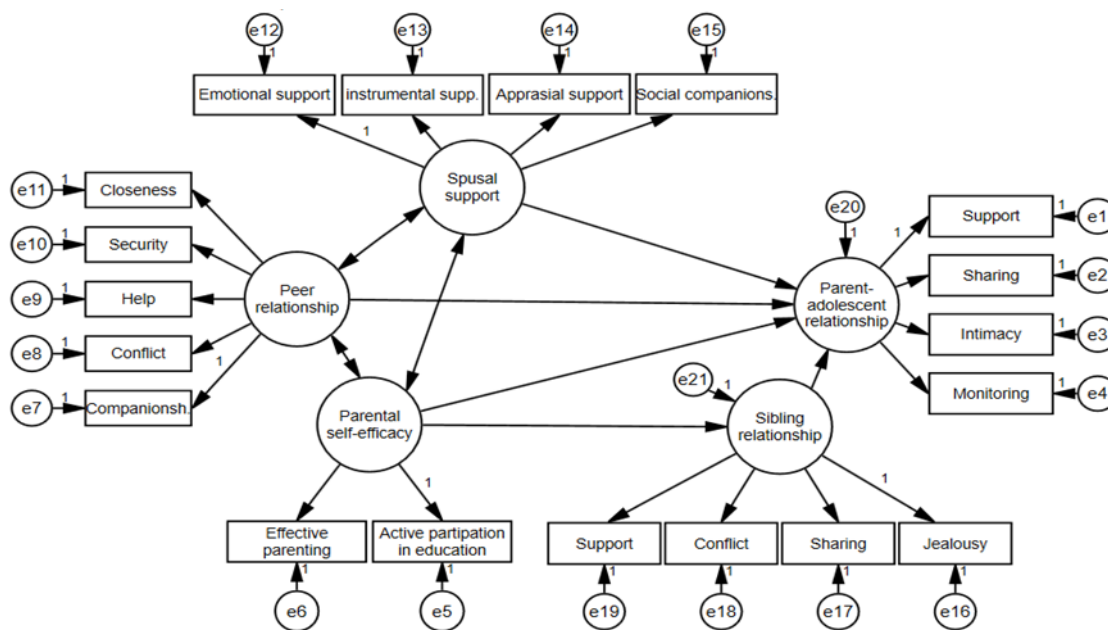 e12
e13
e14
e15
1
1
1
1
Emotional support
instrumental supp.
Apprasial support
Social companions.
1
Spusal
support
e11
1
Closeness
e10
1
Security
e9
1
Help
e8
1
Conflict
e7
1
Companionsh.
1
Peer
relationship
e20
1
Parent-
adolescent
relationship
1
Support
1
e1
Sharing
1
e2
Intimacy
1
e3
Monitoring
1
e4
Parental
self-efficacy
e21
1
Sibling
relationship
1
1
Effective
parenting
Active partipation
in education
Support
Conflict
Sharing
Jealousy
1
1
1
1
1
1
e6
e5
e19
e18
e17
e16